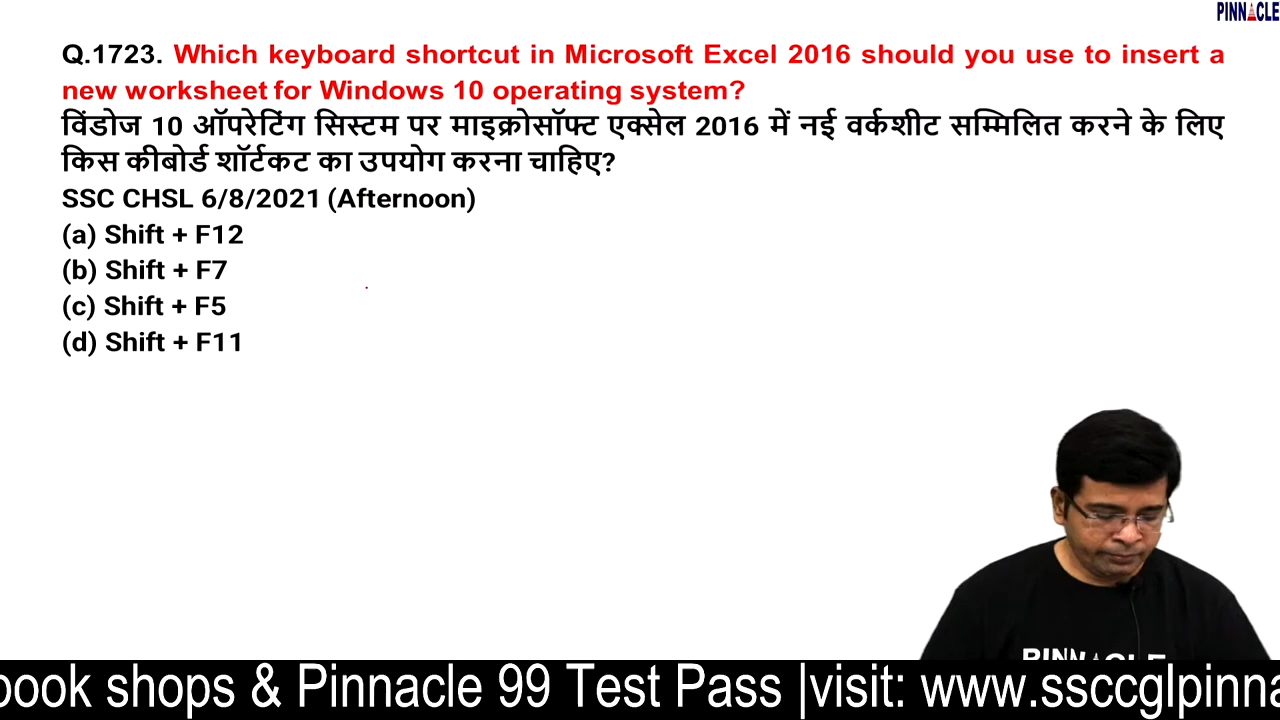 PINNACLE
Q.1723. Which keyboard shortcut in Microsoft Excel 2016 should you use to insert a
new worksheet for Windows 10 operating system?
विंडोज 10 ऑपरेटिंग सिस्टम पर माइक्रोसॉफ्ट एक्सेल 2016 में नई वर्कशीट सम्मिलित करने के लिए
किस कीबोर्ड शॉर्टकट का उपयोग करना चाहिए?
SSC CHSL 6/8/2021 (Afternoon)
(a) Shift + F12
(b) Shift + F7
(c) Shift + F5
(d) Shift + F11
PINNACLE
book shops & Pinnacle 99 Test Pass |visit: www.ssccglpinna